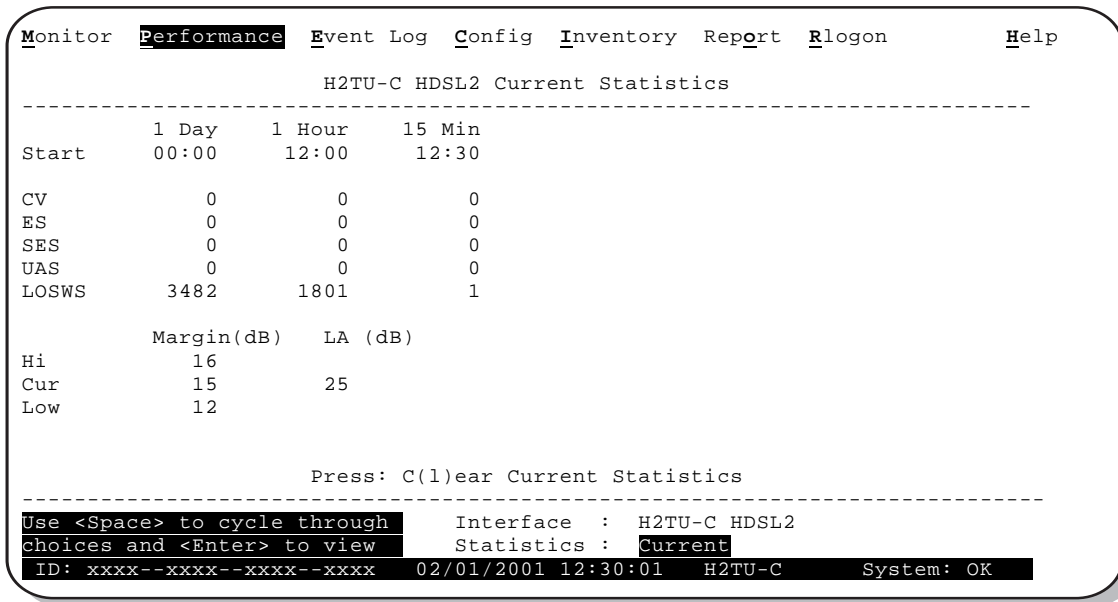 Monitor Performance Event Log Config Inventory Report Rlogon Help
H2TU-C HDSL2 Current Statistics
--------------------------------------------------------------------------------
1 Day 1 Hour 15 Min
Start 00:00 12:00 12:30
CV 0 0 0
ES 0 0 0
SES 0 0 0
UAS 0 0 0
LOSWS 3482 1801 1
Margin(dB) LA (dB)
Hi 16
Cur 15 25
Low 12
Press: C(l)ear Current Statistics
--------------------------------------------------------------------------------
Use <Space> to cycle through Interface : H2TU-C HDSL2
choices and <Enter> to view Statistics : Current
ID: xxxx--xxxx--xxxx--xxxx 02/01/2001 12:30:01 H2TU-C System: OK